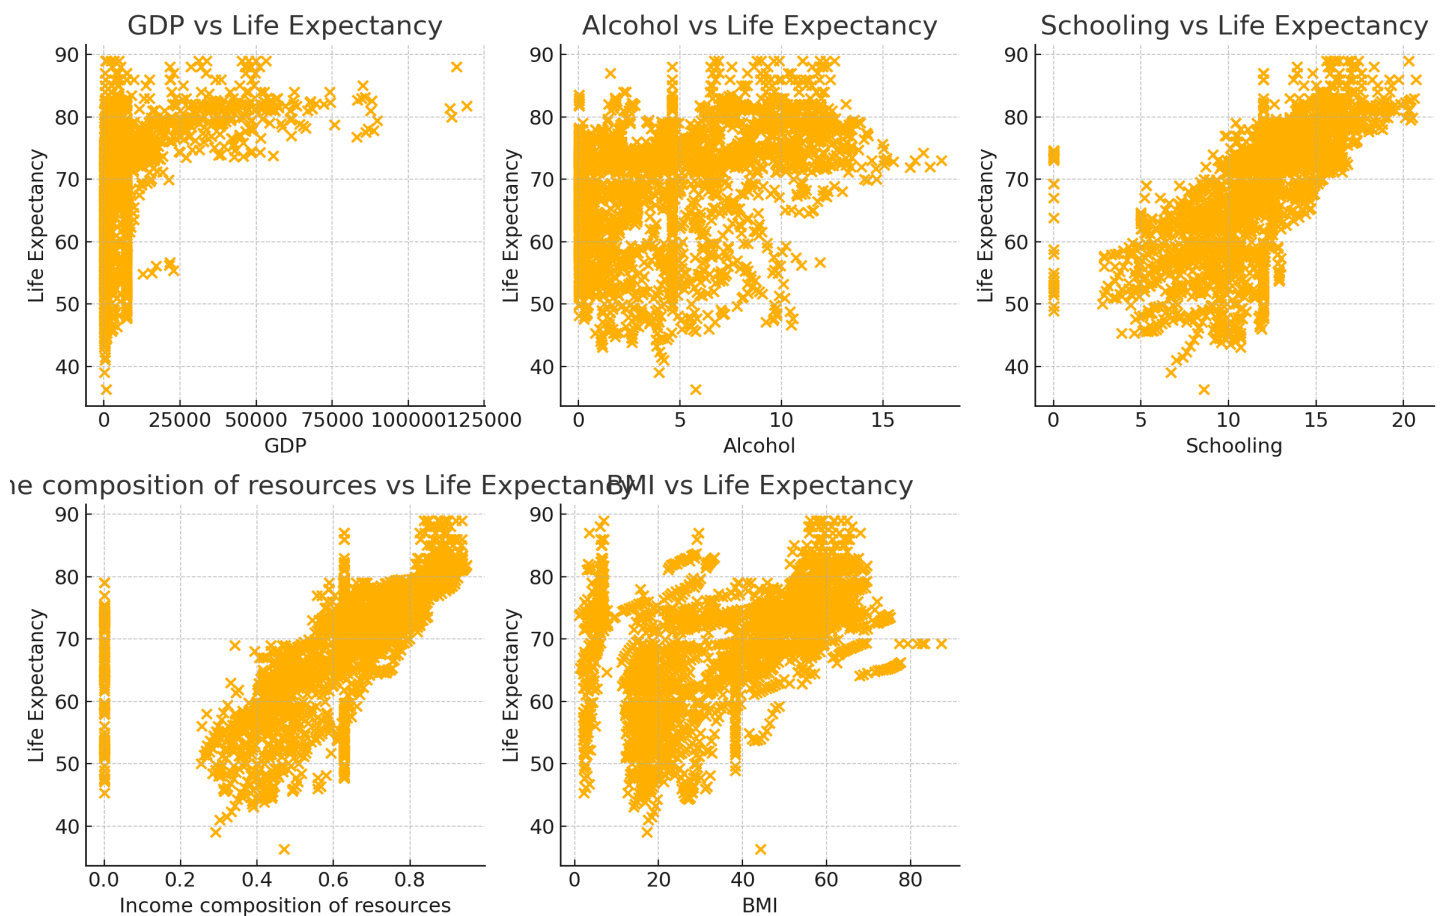 GDP vs Life Expectancy
90
80
70
60
50
40
Life Expectancy
0 25000 50000 75000 100000 125000
GDP
Alcohol vs Life Expectancy
90
80
70
60
50
40
Life Expectancy
0 5 10 15
Alcohol
Schooling vs Life Expectancy
90
80
70
60
50
40
Life Expectancy
0 5 10 15 20
Schooling
ne composition of resources vs Life Expectancy
90
80
70
60
50
40
Life Expectancy
0.0 0.2 0.4 0.6 0.8
Income composition of resources
BMI vs Life Expectancy
90
80
70
60
50
40
Life Expectancy
0 20 40 60 80
BMI